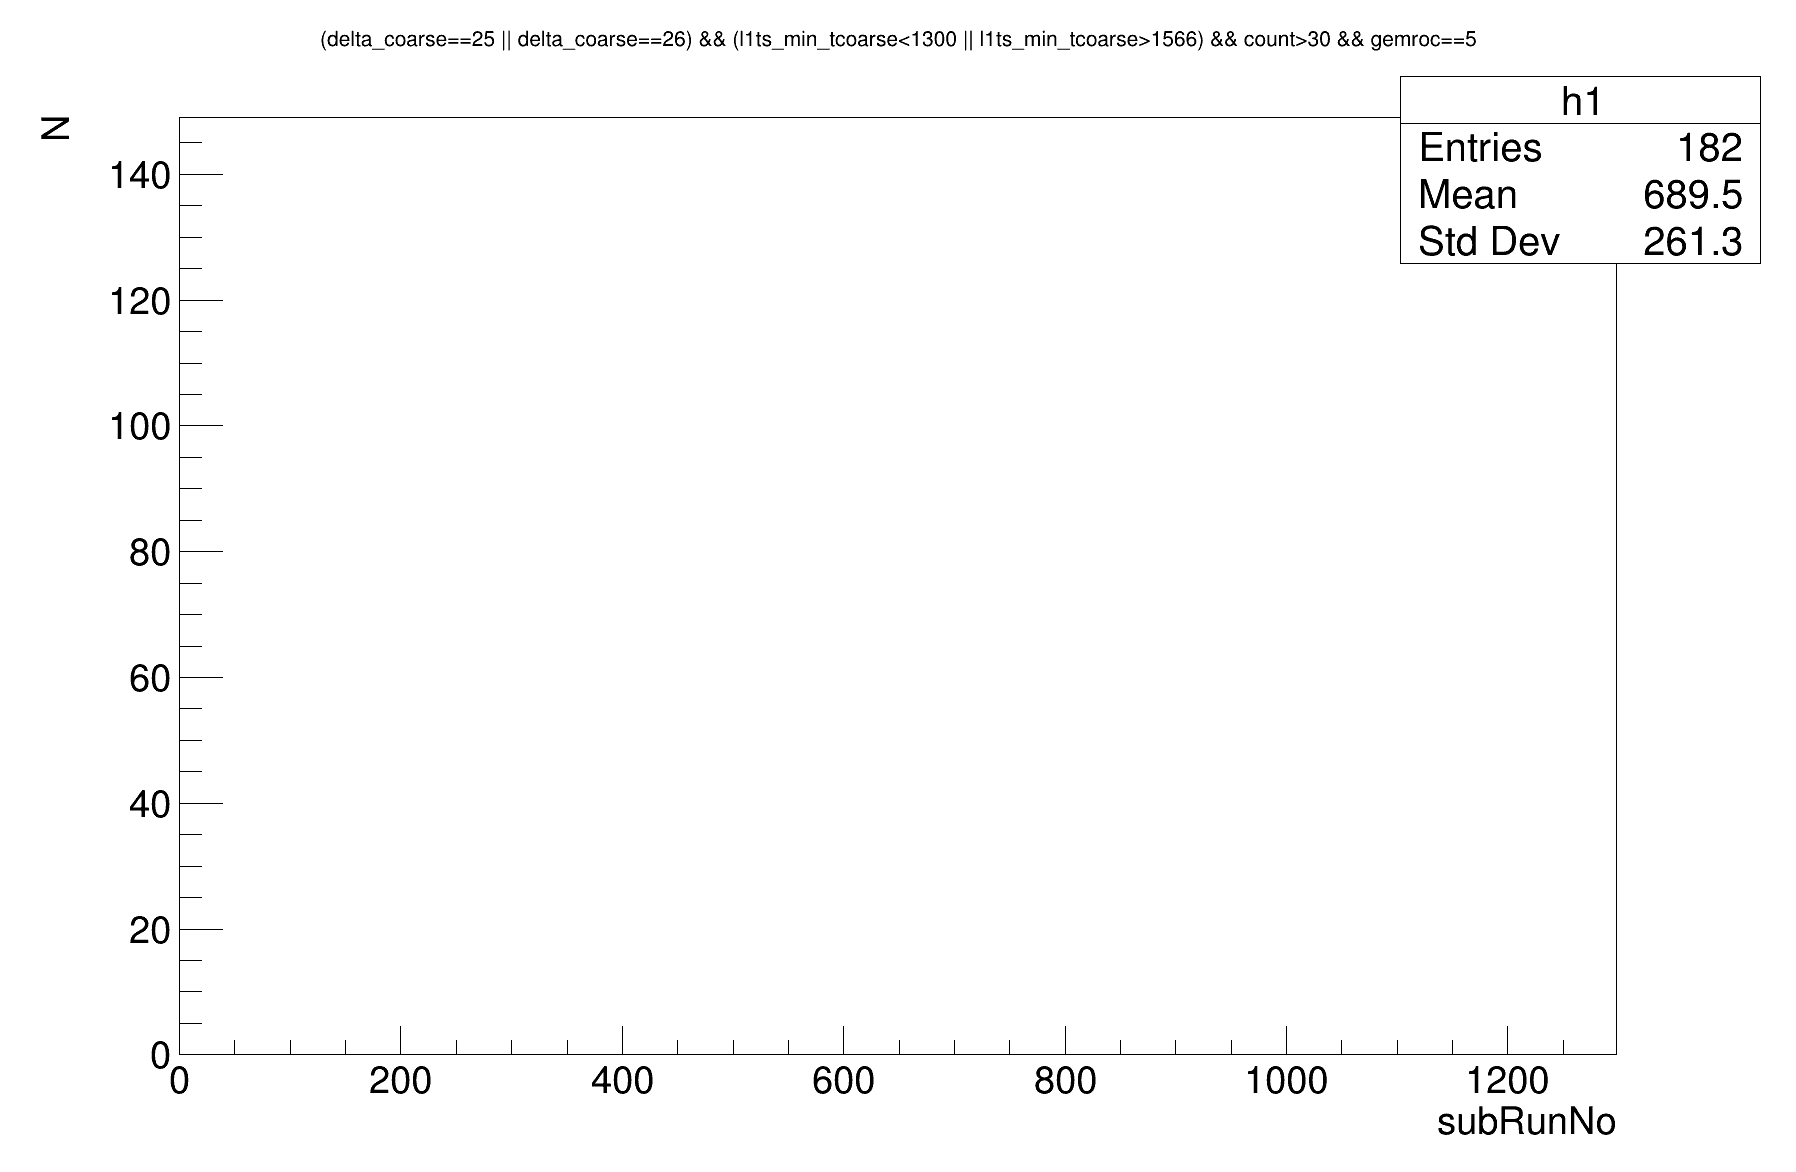 (delta_coarse==25 || delta_coarse==26) && (l1ts_min_tcoarse<1300 || l1ts_min_tcoarse>1566) && count>30 && gemroc==5
h1
Entries 182
Mean 689.5
Std Dev 261.3
N
140
120
100
80
60
40
20
0
0 200 400 600 800 1000 1200
subRunNo